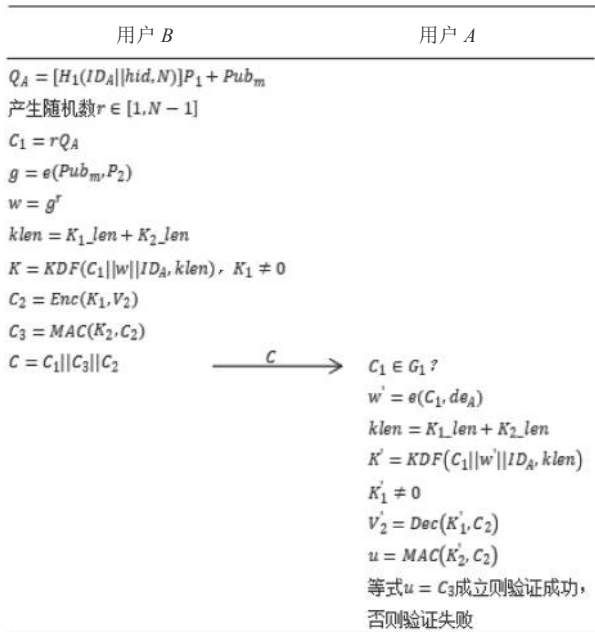 用户 B
用户 A
Q_A = [H_1(ID_A||hid,N)]P_1 + Pub_m
产生随机数r ∈ [1,N − 1]
C_1 = rQ_A
g = e(Pub_m,P_2)
w = g^r
klen = K_1_len + K_2_len
K = KDF(C_1||w||ID_A,klen), K_1 ≠ 0
C_2 = Enc(K_1,V_2)
C_3 = MAC(K_2,C_2)
C = C_1||C_3||C_2
C
C_1 ∈ G_1?
w' = e(C_1,de_A)
klen = K_1_len + K_2_len
K' = KDF(C_1||w'||ID_A,klen)
K'_1 ≠ 0
V'_2 = Dec(K'_1,C_2)
u = MAC(K'_2,C_2)
等式u = C_3成立则验证成功,
否则验证失败